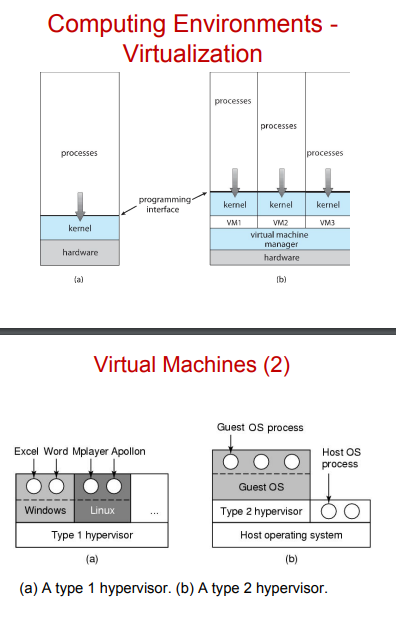 Computing Environments -
Virtualization
processes
processes
processes
processes
programming
interface
kernel
kernel
kernel
kernel
VM1
VM2
VM3
virtual machine
manager
hardware
hardware
(a)
(b)
Virtual Machines (2)
Guest OS process
Excel Word Mplayer Apollon
Host OS
process
Guest OS
Windows
Linux
...
Type 2 hypervisor
Type 1 hypervisor
Host operating system
(a)
(b)
(a) A type 1 hypervisor. (b) A type 2 hypervisor.